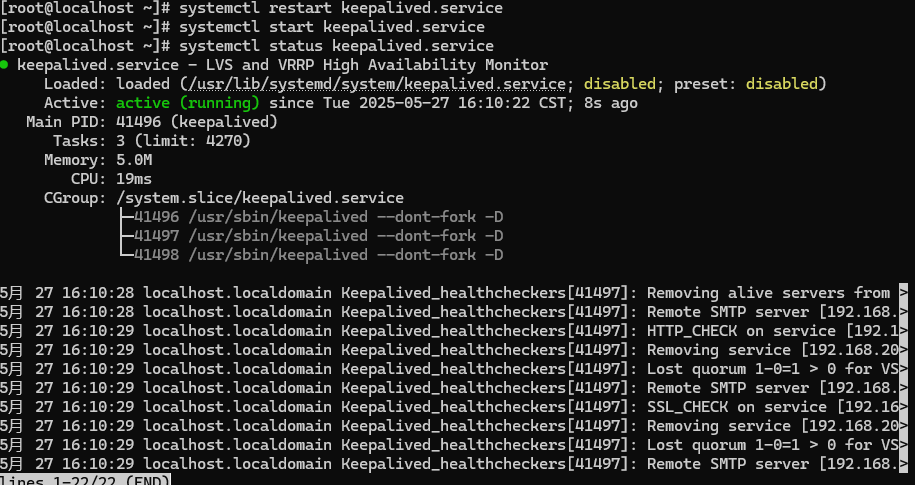 [root@localhost ~]# systemctl restart keepalived.service
[root@localhost ~]# systemctl start keepalived.service
[root@localhost ~]# systemctl status keepalived.service
● keepalived.service - LVS and VRRP High Availability Monitor
     Loaded: loaded (/usr/lib/systemd/system/keepalived.service; disabled; preset: disabled)
     Active: active (running) since Tue 2025-05-27 16:10:22 CST; 8s ago
   Main PID: 41496 (keepalived)
      Tasks: 3 (limit: 4270)
     Memory: 5.0M
        CPU: 19ms
     CGroup: /system.slice/keepalived.service
             ├─41496 /usr/sbin/keepalived --dont-fork -D
             ├─41497 /usr/sbin/keepalived --dont-fork -D
             └─41498 /usr/sbin/keepalived --dont-fork -D
5月 27 16:10:28 localhost.localdomain Keepalived_healthcheckers[41497]: Removing alive servers from >
5月 27 16:10:28 localhost.localdomain Keepalived_healthcheckers[41497]: Remote SMTP server [192.168.>
5月 27 16:10:29 localhost.localdomain Keepalived_healthcheckers[41497]: HTTP_CHECK on service [192.1>
5月 27 16:10:29 localhost.localdomain Keepalived_healthcheckers[41497]: Removing service [192.168.20>
5月 27 16:10:29 localhost.localdomain Keepalived_healthcheckers[41497]: Lost quorum 1-0=1 > 0 for VS>
5月 27 16:10:29 localhost.localdomain Keepalived_healthcheckers[41497]: Remote SMTP server [192.168.>
5月 27 16:10:29 localhost.localdomain Keepalived_healthcheckers[41497]: SSL_CHECK on service [192.16>
5月 27 16:10:29 localhost.localdomain Keepalived_healthcheckers[41497]: Removing service [192.168.20>
5月 27 16:10:29 localhost.localdomain Keepalived_healthcheckers[41497]: Lost quorum 1-0=1 > 0 for VS>
5月 27 16:10:29 localhost.localdomain Keepalived_healthcheckers[41497]: Remote SMTP server [192.168.>
lines 1-22/22 (END)